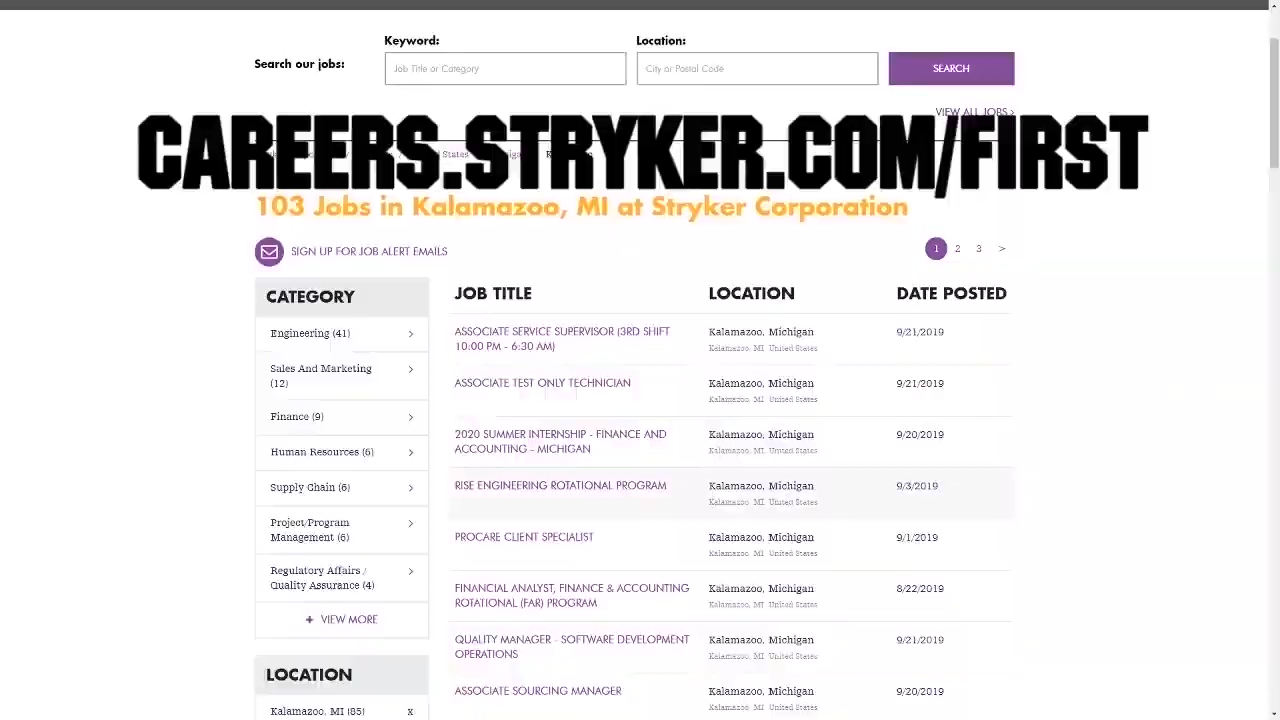 Keyword:
Location:
Search our jobs:
Job Title or Category
City or Postal Code
SEARCH
VIEW ALL JOBS >
CAREERS.STRYKER.COM/FIRST
103 Jobs in Kalamazoo, MI at Stryker Corporation
SIGN UP FOR JOB ALERT EMAILS
1 2 3 >
CATEGORY
Engineering (41) >
Sales And Marketing >
(12)
Finance (9) >
Human Resources (6) >
Supply Chain (6) >
Project/Program >
Management (6)
Regulatory Affairs / >
Quality Assurance (4)
+ VIEW MORE
LOCATION
Kalamazoo, MI (85) x
JOB TITLE LOCATION DATE POSTED
ASSOCIATE SERVICE SUPERVISOR (3RD SHIFT Kalamazoo, Michigan 9/21/2019
10:00 PM - 6:30 AM) Kalamazoo, MI United States
ASSOCIATE TEST ONLY TECHNICIAN Kalamazoo, Michigan 9/21/2019
Kalamazoo, MI United States
2020 SUMMER INTERNSHIP - FINANCE AND Kalamazoo, Michigan 9/20/2019
ACCOUNTING - MICHIGAN Kalamazoo, MI United States
RISE ENGINEERING ROTATIONAL PROGRAM Kalamazoo, Michigan 9/3/2019
Kalamazoo, MI United States
PROCARE CLIENT SPECIALIST Kalamazoo, Michigan 9/1/2019
Kalamazoo, MI United States
FINANCIAL ANALYST, FINANCE & ACCOUNTING Kalamazoo, Michigan 8/22/2019
ROTATIONAL (FAR) PROGRAM Kalamazoo, MI United States
QUALITY MANAGER - SOFTWARE DEVELOPMENT Kalamazoo, Michigan 9/21/2019
OPERATIONS Kalamazoo, MI United States
ASSOCIATE SOURCING MANAGER Kalamazoo, Michigan 9/20/2019
Kalamazoo, MI United States